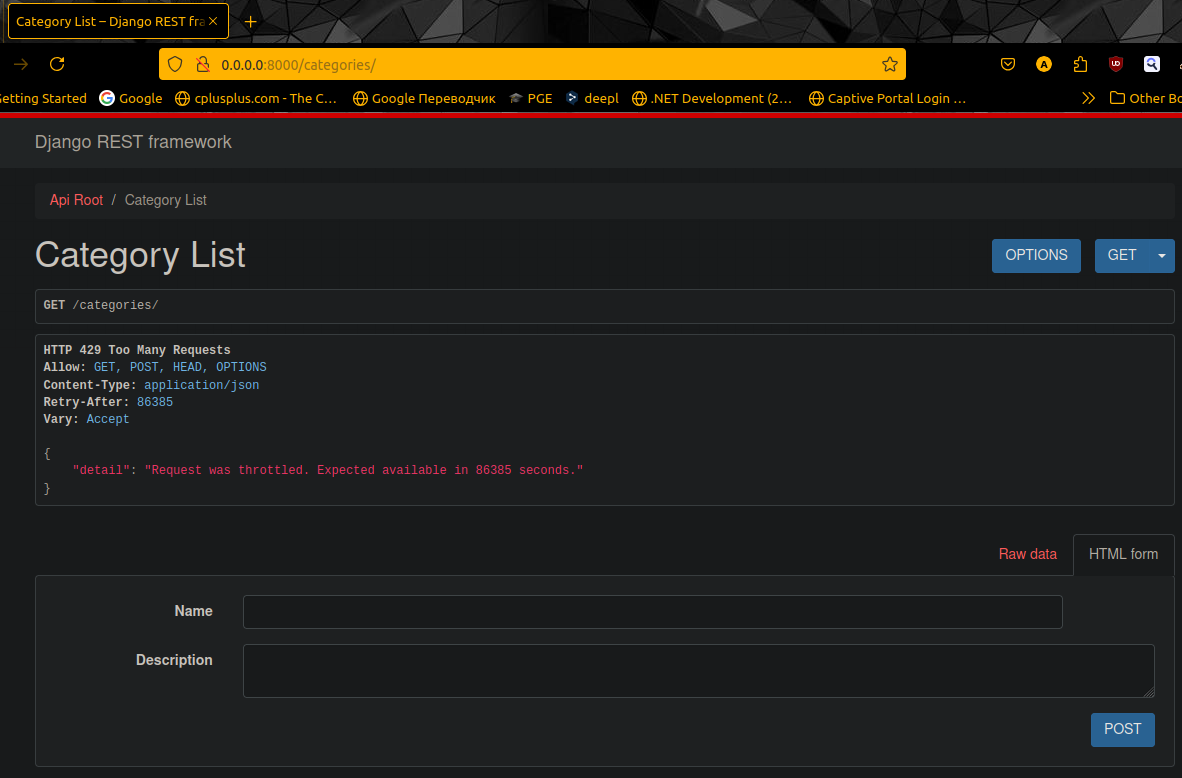 Category List – Django REST fra
0.0.0.0:8000/categories/
etting Started Google cplusplus.com - The C... Google Переводчик PGE deepl .NET Development (2... Captive Portal Login ... Other Bo
Django REST framework
Api Root / Category List
Category List OPTIONS GET
GET /categories/
HTTP 429 Too Many Requests
Allow: GET, POST, HEAD, OPTIONS
Content-Type: application/json
Retry-After: 86385
Vary: Accept
{
"detail": "Request was throttled. Expected available in 86385 seconds."
}
Raw data HTML form
Name
Description
POST